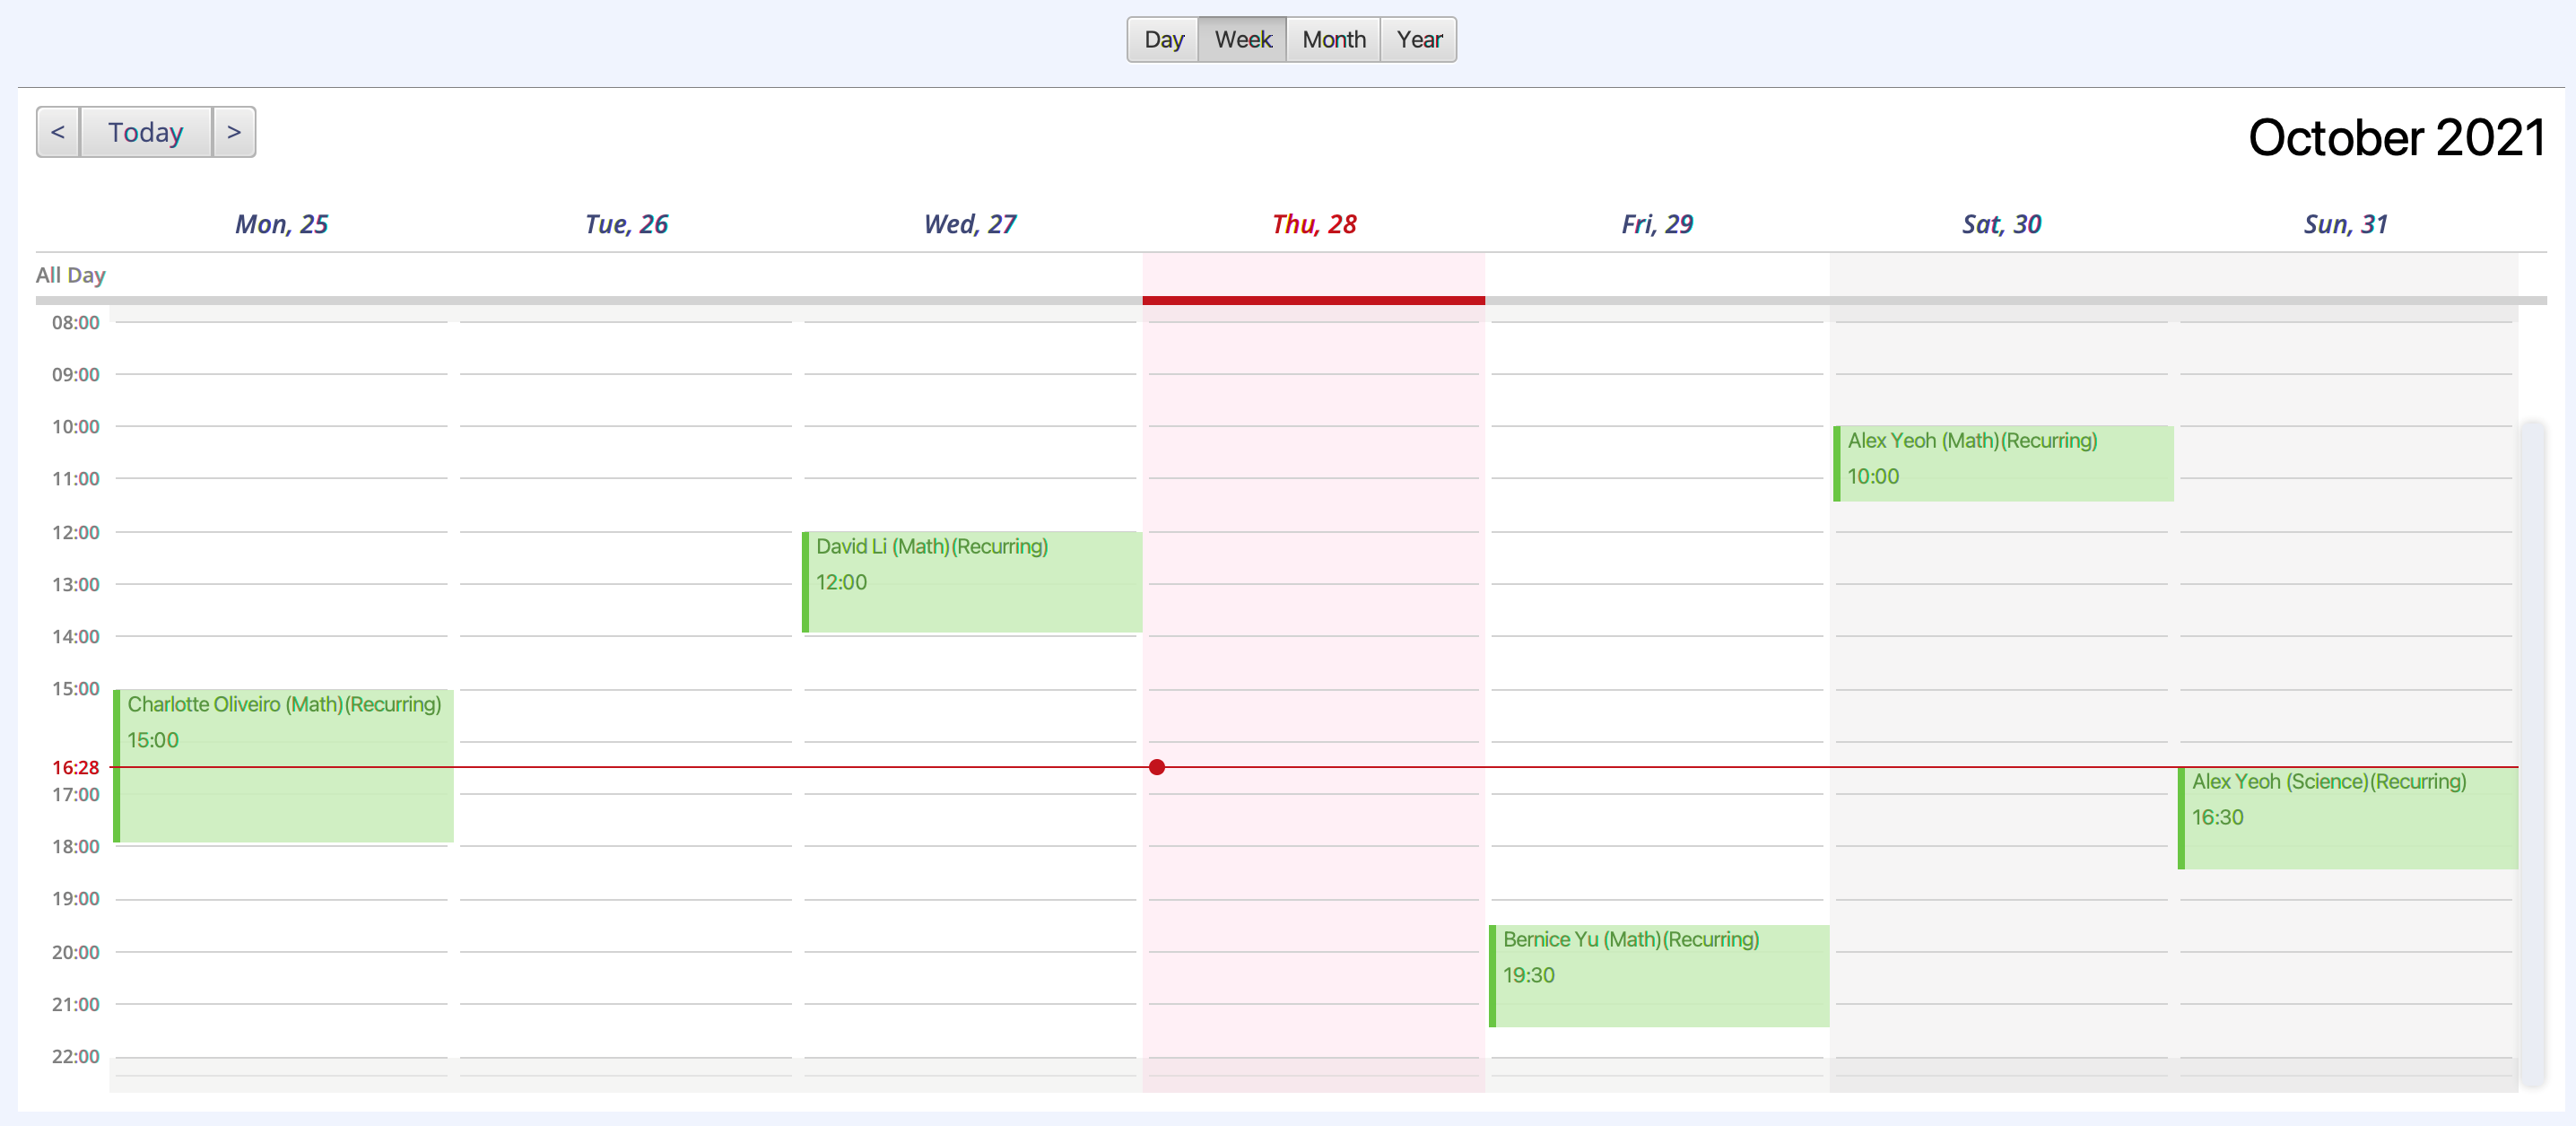 Day Week Month Year
< Today >
October 2021
Mon, 25 Tue, 26 Wed, 27 Thu, 28 Fri, 29 Sat, 30 Sun, 31
All Day
08:00
09:00
10:00
Alex Yeoh (Math)(Recurring)
10:00
11:00
12:00
David Li (Math)(Recurring)
12:00
13:00
14:00
15:00
Charlotte Oliveiro (Math)(Recurring)
15:00
16:28
Alex Yeoh (Science)(Recurring)
16:30
17:00
18:00
19:00
Bernice Yu (Math)(Recurring)
19:30
20:00
21:00
22:00